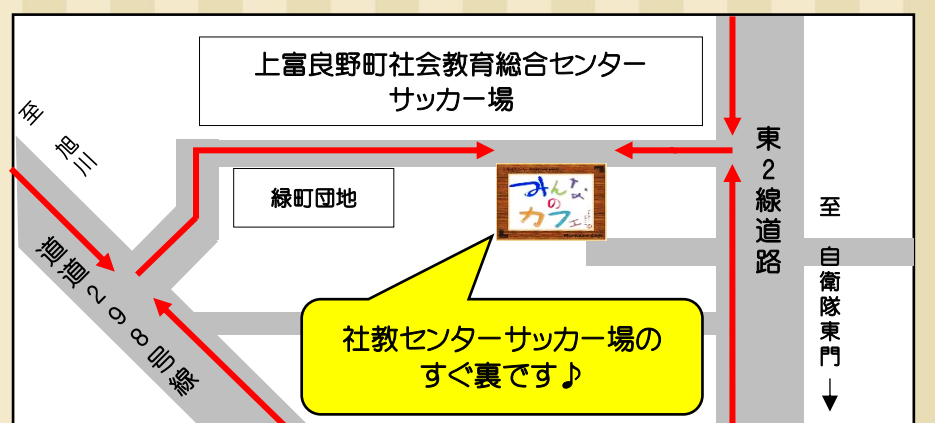 上富良野町社会教育総合センター
サッカー場
至 旭川
東2線道路
緑町団地
みんな
の
カフェ
至 自衛隊東門
道道298号線
社教センターサッカー場の
すぐ裏です♪